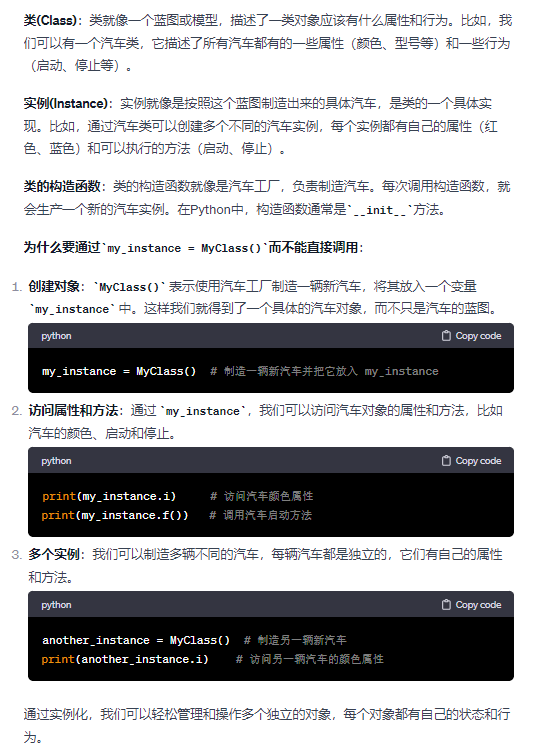 类(Class)：类就像一个蓝图或模型，描述了一类对象应该有什么属性和行为。比如，我
们可以有一个汽车类，它描述了所有汽车都有的一些属性（颜色、型号等）和一些行为
（启动、停止等）。
实例(Instance)：实例就像是按照这个蓝图制造出来的具体汽车，是类的一个具体实
现。比如，通过汽车类可以创建多个不同的汽车实例，每个实例都有自己的属性（红
色、蓝色）和可以执行的方法（启动、停止）。
类的构造函数：类的构造函数就像是汽车工厂，负责制造汽车。每次调用构造函数，就
会生产一个新的汽车实例。在Python中，构造函数通常是`__init__`方法。
为什么要通过`my_instance = MyClass()`而不能直接调用：
1. 创建对象：`MyClass()`表示使用汽车工厂制造一辆新汽车，将其放入一个变量
`my_instance`中。这样我们就得到了一个具体的汽车对象，而不只是汽车的蓝图。
python Copy code
my_instance = MyClass()  # 制造一辆新汽车并把它放入 my_instance
2. 访问属性和方法：通过`my_instance`，我们可以访问汽车对象的属性和方法，比如
汽车的颜色、启动和停止。
python Copy code
print(my_instance.i)     # 访问汽车颜色属性
print(my_instance.f())   # 调用汽车启动方法
3. 多个实例：我们可以制造多辆不同的汽车，每辆汽车都是独立的，它们有自己的属性
和方法。
python Copy code
another_instance = MyClass()  # 制造另一辆新汽车
print(another_instance.i)    # 访问另一辆汽车的颜色属性
通过实例化，我们可以轻松管理和操作多个独立的对象，每个对象都有自己的状态和行
为。